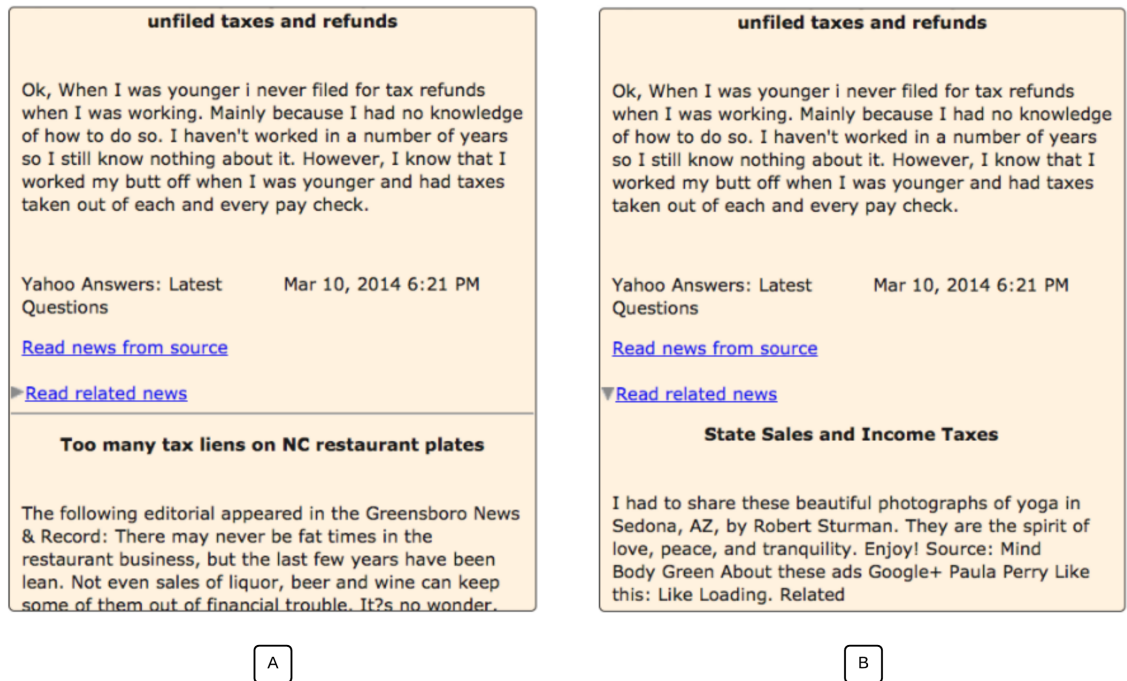 unfiled taxes and refunds
Ok, When I was younger i never filed for tax refunds
when I was working. Mainly because I had no knowledge
of how to do so. I haven't worked in a number of years
so I still know nothing about it. However, I know that I
worked my butt off when I was younger and had taxes
taken out of each and every pay check.
Yahoo Answers: Latest Mar 10, 2014 6:21 PM
Questions
Read news from source
Read related news
Too many tax liens on NC restaurant plates
The following editorial appeared in the Greensboro News
& Record: There may never be fat times in the
restaurant business, but the last few years have been
lean. Not even sales of liquor, beer and wine can keep
some of them out of financial trouble. It?s no wonder.
A
unfiled taxes and refunds
Ok, When I was younger i never filed for tax refunds
when I was working. Mainly because I had no knowledge
of how to do so. I haven't worked in a number of years
so I still know nothing about it. However, I know that I
worked my butt off when I was younger and had taxes
taken out of each and every pay check.
Yahoo Answers: Latest Mar 10, 2014 6:21 PM
Questions
Read news from source
Read related news
State Sales and Income Taxes
I had to share these beautiful photographs of yoga in
Sedona, AZ, by Robert Sturman. They are the spirit of
love, peace, and tranquility. Enjoy! Source: Mind
Body Green About these ads Google+ Paula Perry Like
this: Like Loading. Related
B